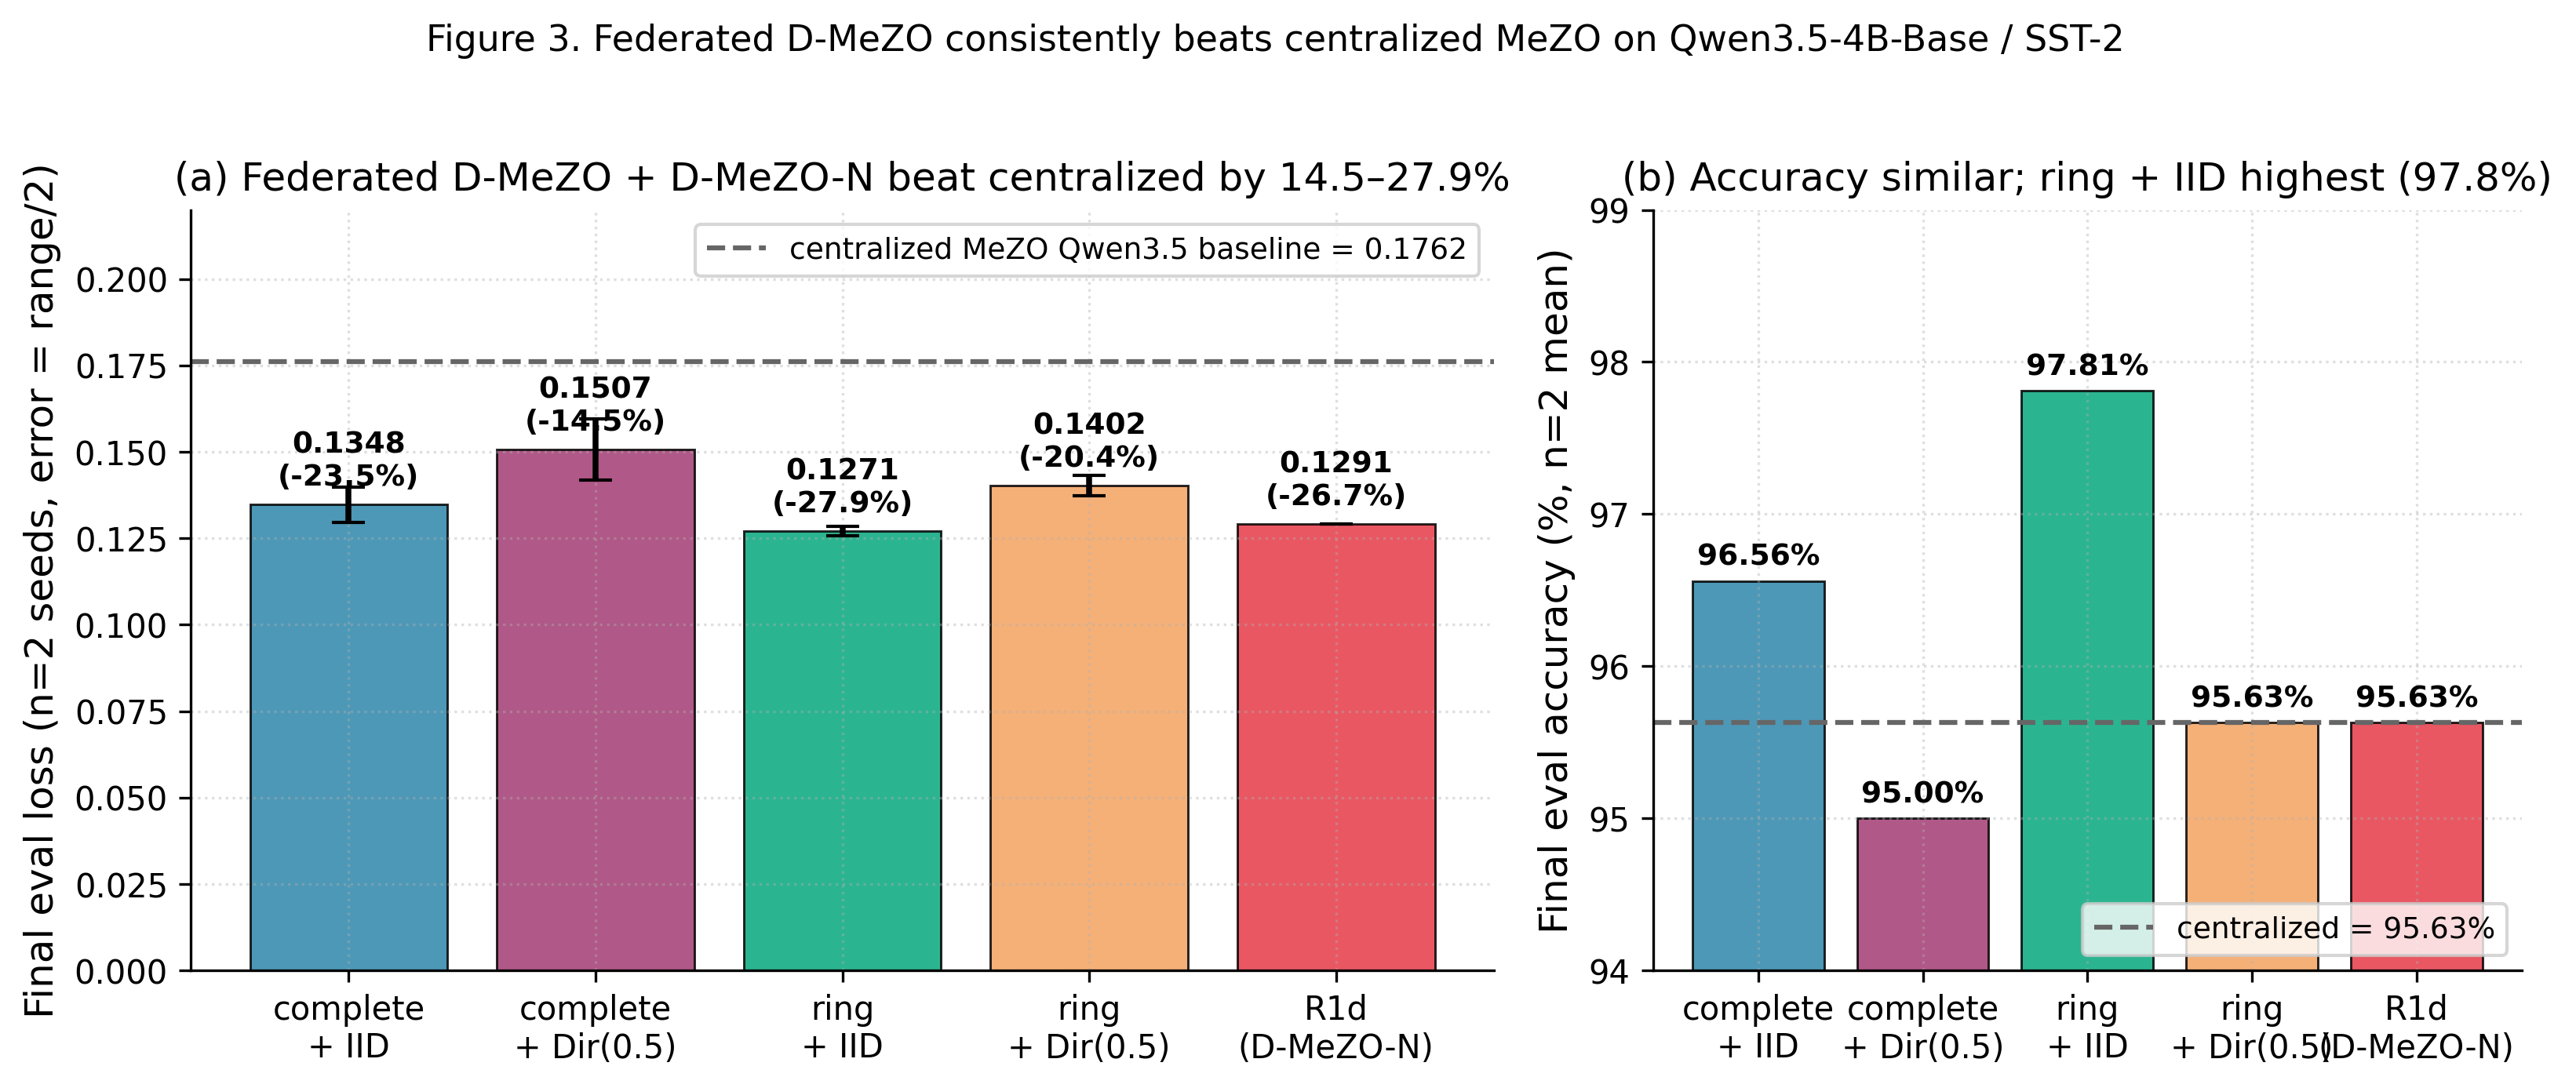 Figure 3. Federated D-MeZO consistently beats centralized MeZO on Qwen3.5-4B-Base / SST-2
(a) Federated D-MeZO + D-MeZO-N beat centralized by 14.5–27.9%
Final eval loss (n=2 seeds, error = range/2)
0.200
0.175
0.150
0.125
0.100
0.075
0.050
0.025
0.000
centralized MeZO Qwen3.5 baseline = 0.1762
0.1348
(-23.5%)
0.1507
(-14.5%)
0.1271
(-27.9%)
0.1402
(-20.4%)
0.1291
(-26.7%)
complete
+ IID
complete
+ Dir(0.5)
ring
+ IID
ring
+ Dir(0.5)
R1d
(D-MeZO-N)
(b) Accuracy similar; ring + IID highest (97.8%)
Final eval accuracy (%, n=2 mean)
99
98
97
96
95
94
96.56%
95.00%
97.81%
95.63%
95.63%
centralized = 95.63%
complete
+ IID
complete
+ Dir(0.5)
ring
+ IID
ring
+ Dir(0.5)
R1d
(D-MeZO-N)